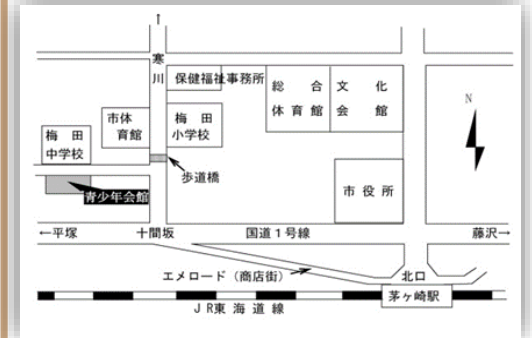 ↑
寒川
保健福祉事務所
総合
体育館
文化
会館
N
市体
育館
梅田
小学校
梅田
中学校
歩道橋
青少年会館
市役所
←平塚
十間坂
国道1号線
藤沢→
エメロード（商店街）
北口
茅ヶ崎駅
JR東海道線